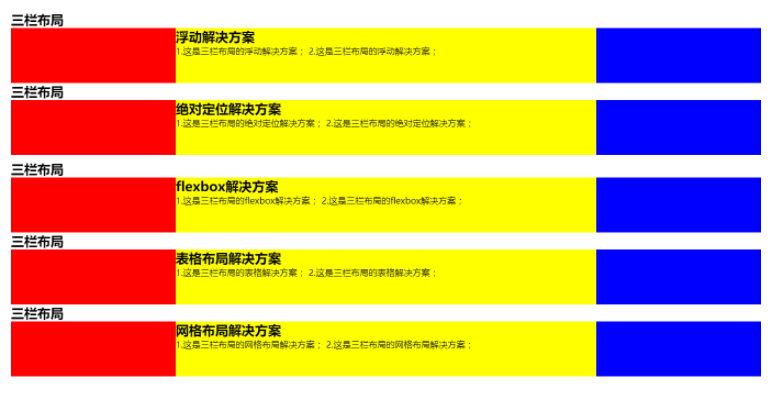 三栏布局
浮动解决方案
1.这是三栏布局的浮动解决方案； 2.这是三栏布局的浮动解决方案；
三栏布局
绝对定位解决方案
1.这是三栏布局的绝对定位解决方案； 2.这是三栏布局的绝对定位解决方案；
三栏布局
flexbox解决方案
1.这是三栏布局的flexbox解决方案； 2.这是三栏布局的flexbox解决方案；
三栏布局
表格布局解决方案
1.这是三栏布局的表格解决方案； 2.这是三栏布局的表格解决方案；
三栏布局
网格布局解决方案
1.这是三栏布局的网格布局解决方案； 2.这是三栏布局的网格布局解决方案；